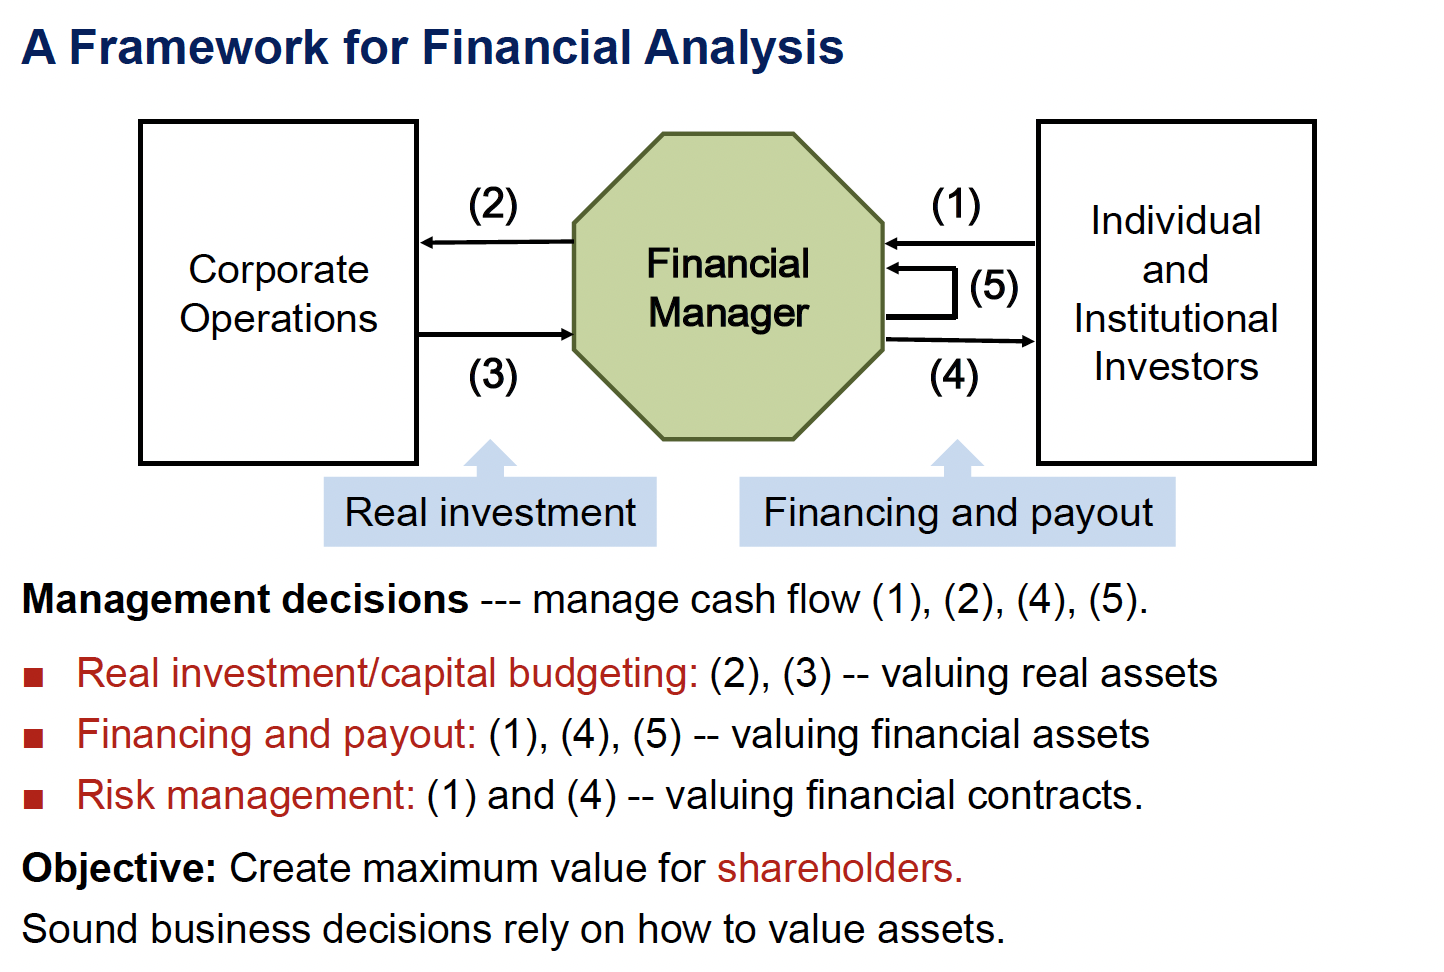 A Framework for Financial Analysis
(2)
(1)
Corporate
Operations
Financial
Manager
Individual
and
Institutional
Investors
(5)
(3)
(4)
Real investment
Financing and payout
Management decisions --- manage cash flow (1), (2), (4), (5).
■ Real investment/capital budgeting: (2), (3) -- valuing real assets
■ Financing and payout: (1), (4), (5) -- valuing financial assets
■ Risk management: (1) and (4) -- valuing financial contracts.
Objective: Create maximum value for shareholders.
Sound business decisions rely on how to value assets.